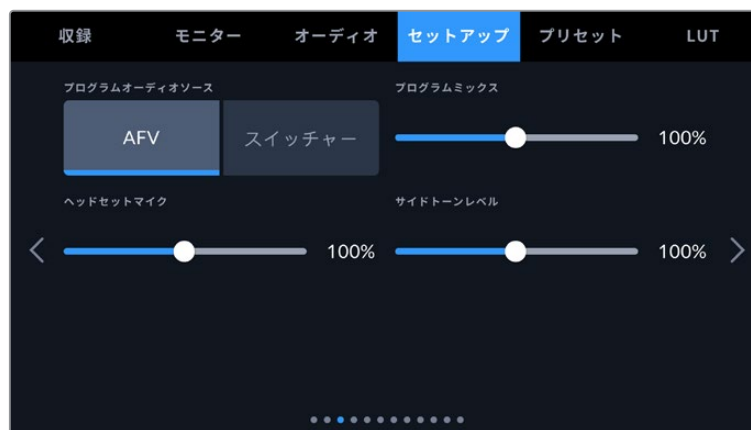 収録 モニター オーディオ セットアップ プリセット LUT
プログラムオーディオソース プログラムミックス
AFV スイッチャー 100%
ヘッドセットマイク サイドトーンレベル
100% 100%